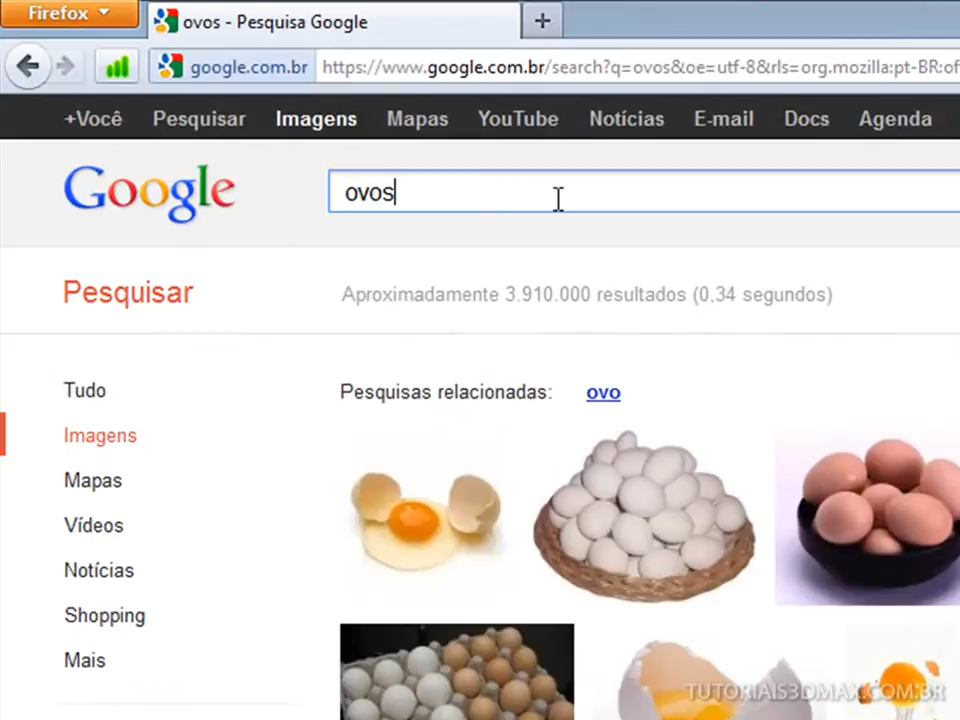 Firefox
ovos - Pesquisa Google
google.com.br https://www.google.com.br/search?q=ovos&oe=utf-8&rls=org.mozilla:pt-BR:of
+Você Pesquisar Imagens Mapas YouTube Notícias E-mail Docs Agenda
Google
ovos
Pesquisar
Aproximadamente 3.910.000 resultados (0,34 segundos)
Tudo
Imagens
Mapas
Vídeos
Notícias
Shopping
Mais
Pesquisas relacionadas: ovo
TUTORIAIS3DMAX.COM.BR